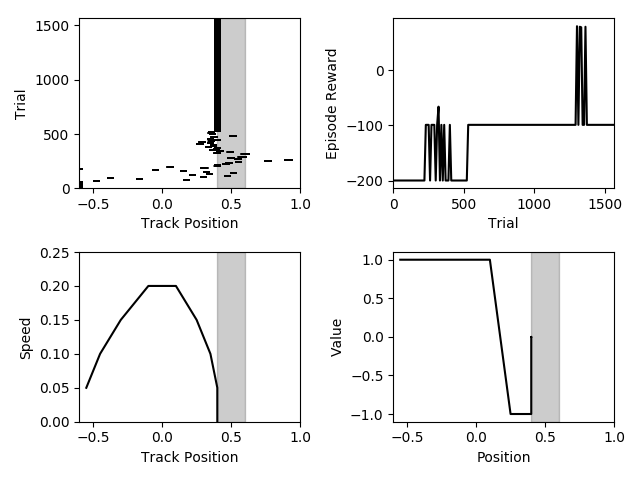 1500
1000
500
0
Trial
−0.5 0.0 0.5 1.0
Track Position
0
−100
−200
Episode Reward
0 500 1000 1500
Trial
0.25
0.20
0.15
0.10
0.05
0.00
Speed
−0.5 0.0 0.5 1.0
Track Position
1.0
0.5
0.0
−0.5
−1.0
Value
−0.5 0.0 0.5 1.0
Position